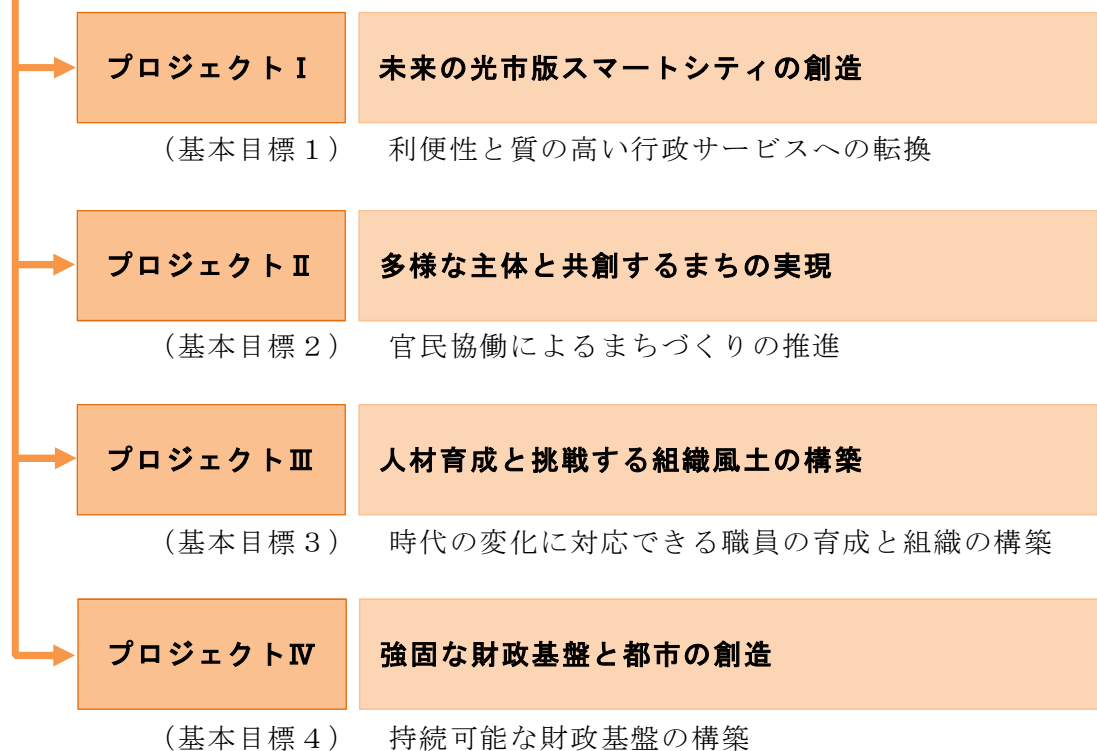 プロジェクトⅠ 未来の光市版スマートシティの創造
（基本目標１） 利便性と質の高い行政サービスへの転換
プロジェクトⅡ 多様な主体と共創するまちの実現
（基本目標２） 官民協働によるまちづくりの推進
プロジェクトⅢ 人材育成と挑戦する組織風土の構築
（基本目標３） 時代の変化に対応できる職員の育成と組織の構築
プロジェクトⅣ 強固な財政基盤と都市の創造
（基本目標４） 持続可能な財政基盤の構築